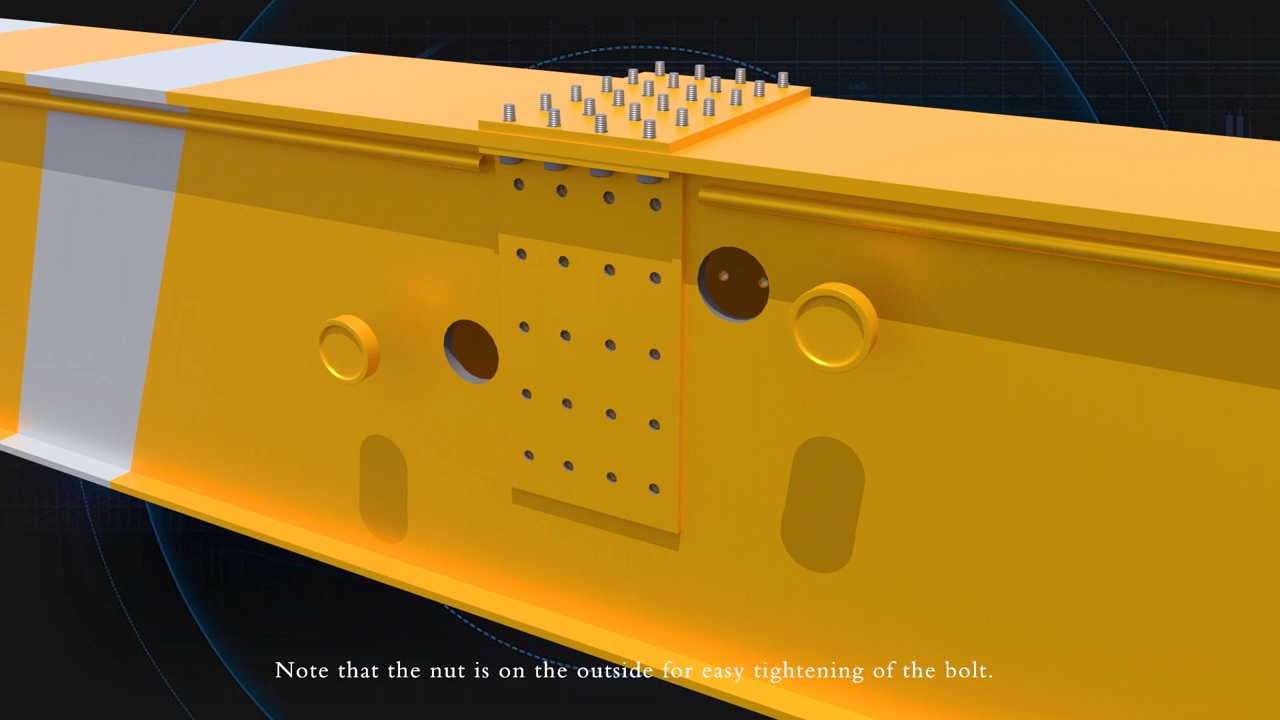 Note that the nut is on the outside for easy tightening of the bolt.